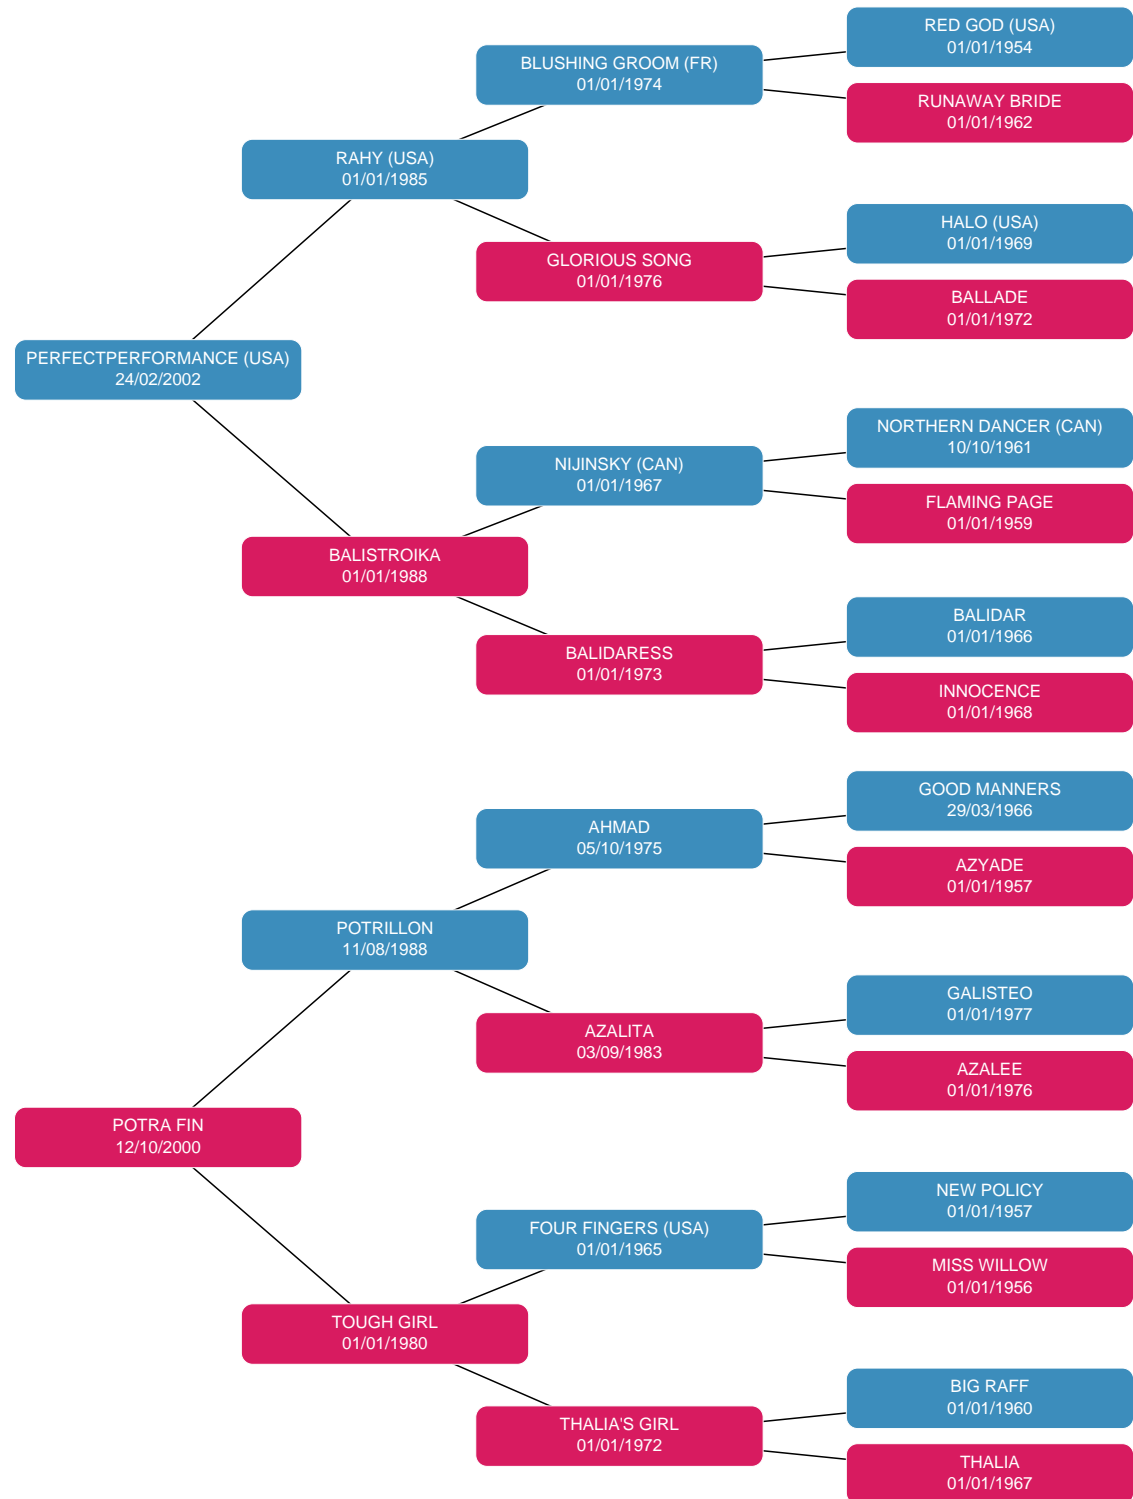 RED GOD (USA)
01/01/1954
BLUSHING GROOM (FR)
01/01/1974
RUNAWAY BRIDE
01/01/1962
RAHY (USA)
01/01/1985
HALO (USA)
01/01/1969
GLORIOUS SONG
01/01/1976
BALLADE
01/01/1972
PERFECTPERFORMANCE (USA)
24/02/2002
NORTHERN DANCER (CAN)
10/10/1961
NIJINSKY (CAN)
01/01/1967
FLAMING PAGE
01/01/1959
BALISTROIKA
01/01/1988
BALIDAR
01/01/1966
BALIDARESS
01/01/1973
INNOCENCE
01/01/1968
GOOD MANNERS
29/03/1966
AHMAD
05/10/1975
AZYADE
01/01/1957
POTRILLON
11/08/1988
GALISTEO
01/01/1977
AZALITA
03/09/1983
AZALEE
01/01/1976
POTRA FIN
12/10/2000
NEW POLICY
01/01/1957
FOUR FINGERS (USA)
01/01/1965
MISS WILLOW
01/01/1956
TOUGH GIRL
01/01/1980
BIG RAFF
01/01/1960
THALIA'S GIRL
01/01/1972
THALIA
01/01/1967